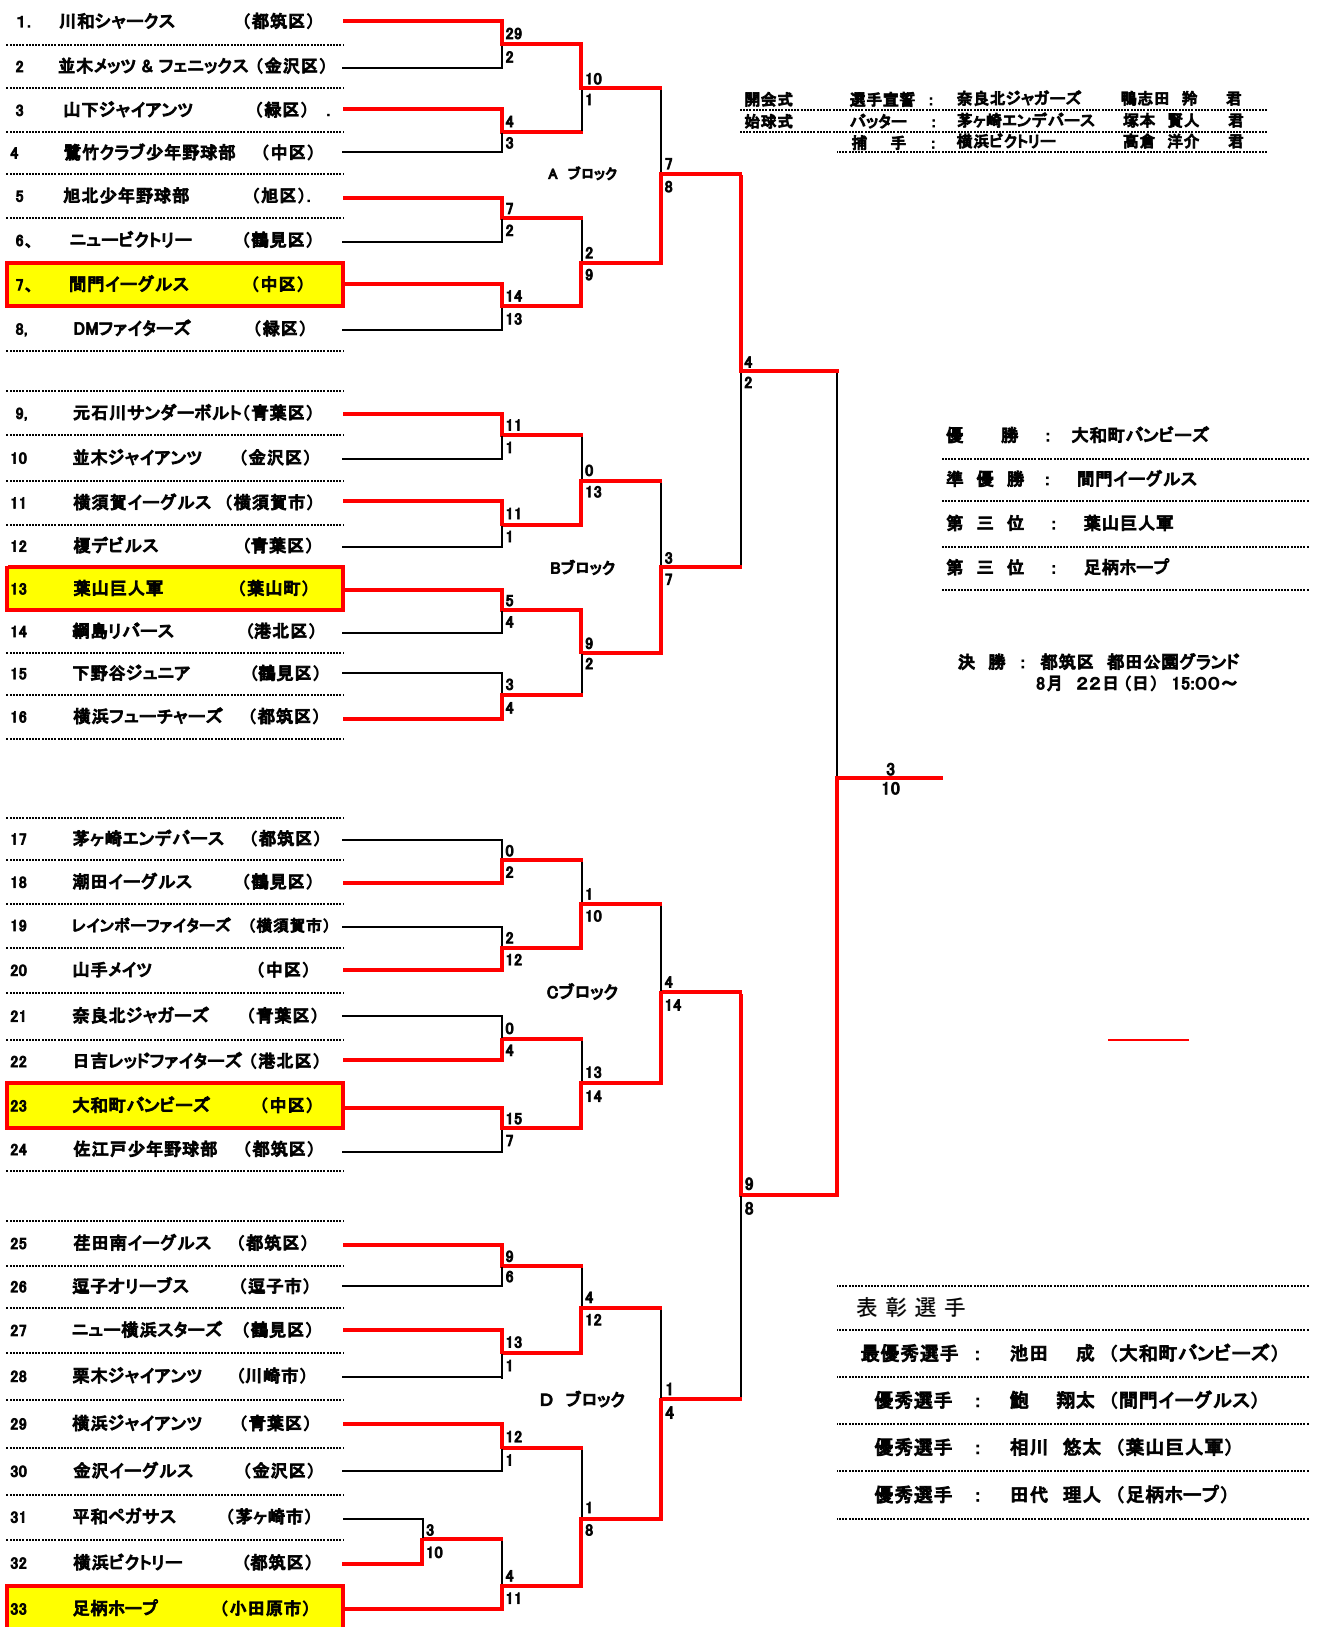 1. 川和シャークス (都筑区)
29
2
2 並木メッツ & フェニックス (金沢区)
10
1
3 山下ジャイアンツ (緑区) .
4
3
4 鷺竹クラブ少年野球部 (中区)
開会式 選手宣誓 : 奈良北ジャガーズ 鴨志田 羚 君
始球式 バッター : 茅ヶ崎エンデバース 塚本 賢人 君
捕 手 : 横浜ビクトリー 高倉 洋介 君
A ブロック
7
8
5 旭北少年野球部 (旭区).
7
2
6、 ニュービクトリー (鶴見区)
2
9
7、 間門イーグルス (中区)
14
13
8, DMファイターズ (緑区)
4
2
9, 元石川サンダーボルト(青葉区)
11
1
10 並木ジャイアンツ (金沢区)
0
13
11 横須賀イーグルス (横須賀市)
11
1
12 榎デビルス (青葉区)
Bブロック
3
7
13 葉山巨人軍 (葉山町)
5
4
14 綱島リバース (港北区)
9
2
15 下野谷ジュニア (鶴見区)
3
4
16 横浜フューチャーズ (都筑区)
優 勝 : 大和町バンビーズ
準 優 勝 : 間門イーグルス
第 三 位 : 葉山巨人軍
第 三 位 : 足柄ホープ
決 勝 : 都筑区 都田公園グランド
8月 22日(日) 15:00～
3
10
17 茅ヶ崎エンデバース (都筑区)
0
2
18 潮田イーグルス (鶴見区)
1
10
19 レインボーファイターズ (横須賀市)
2
12
20 山手メイツ (中区)
Cブロック
4
14
21 奈良北ジャガーズ (青葉区)
0
4
22 日吉レッドファイターズ (港北区)
13
14
23 大和町バンビーズ (中区)
15
7
24 佐江戸少年野球部 (都筑区)
9
8
25 荏田南イーグルス (都筑区)
9
6
26 逗子オリーブス (逗子市)
4
12
27 ニュー横浜スターズ (鶴見区)
13
1
28 栗木ジャイアンツ (川崎市)
D ブロック
1
4
29 横浜ジャイアンツ (青葉区)
12
1
30 金沢イーグルス (金沢区)
1
8
31 平和ペガサス (茅ヶ崎市)
3
10
32 横浜ビクトリー (都筑区)
4
11
33 足柄ホープ (小田原市)
表 彰 選 手
最優秀選手 : 池田 成 (大和町バンビーズ)
優秀選手 : 鮑 翔太 (間門イーグルス)
優秀選手 : 相川 悠太 (葉山巨人軍)
優秀選手 : 田代 理人 (足柄ホープ)